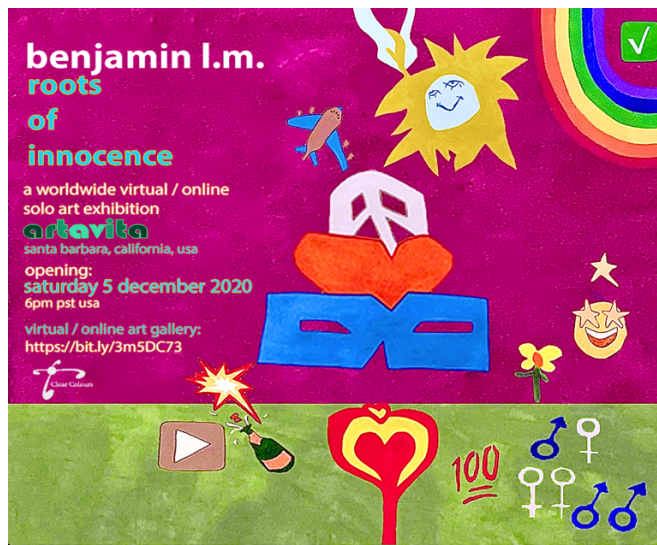 benjamin l.m.
roots
of
innocence
a worldwide virtual / online
solo art exhibition
artavita
santa barbara, california, usa
opening:
saturday 5 december 2020
6pm pst usa
virtual / online art gallery:
https://bit.ly/3m5DC73
Clear Colours
100